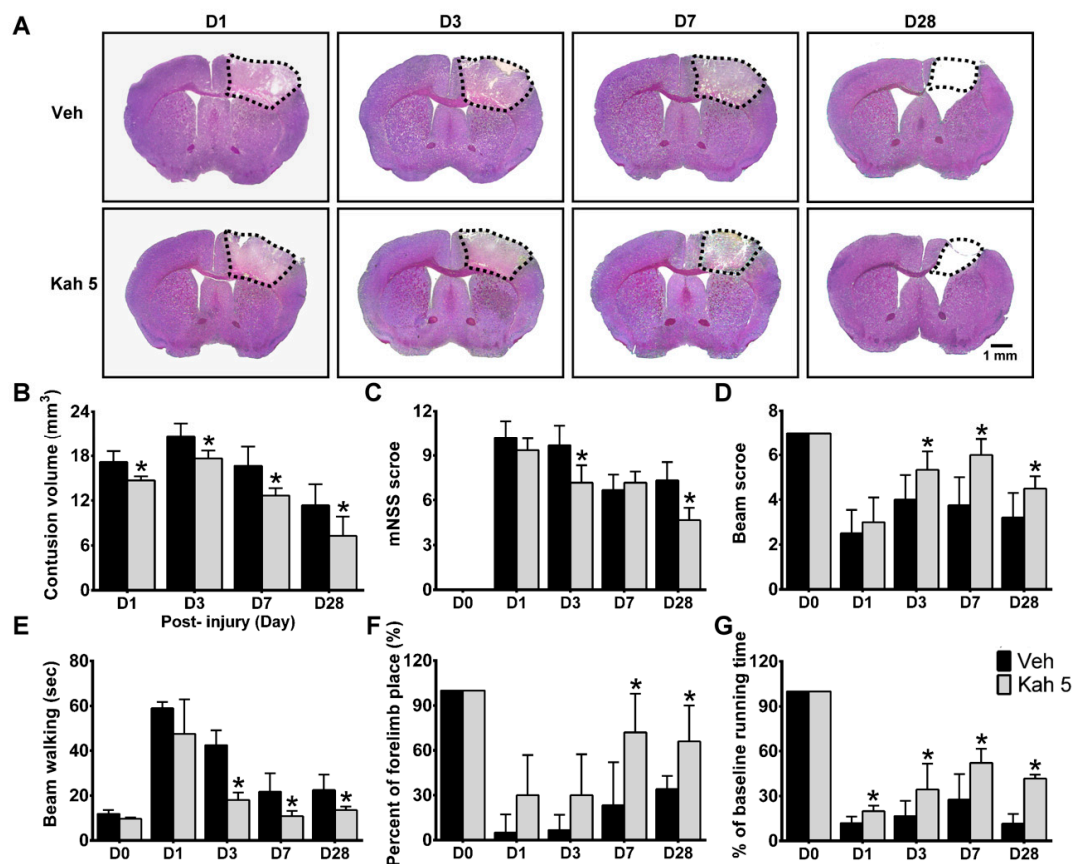 A
D1 D3 D7 D28
Veh
Kah 5
1 mm
B
Contusion volume (mm³)
24
18
12
6
0
* * * *
D1 D3 D7 D28
Post- injury (Day)
C
mNSS scroe
12
9
6
3
0
* *
D0 D1 D3 D7 D28
D
Beam scroe
8
6
4
2
0
* * *
D0 D1 D3 D7 D28
E
Beam walking (sec)
80
60
40
20
0
* * *
D0 D1 D3 D7 D28
F
Percent of forelimb place (%)
120
90
60
30
0
* *
D0 D1 D3 D7 D28
G
% of baseline running time
120
90
60
30
0
* * * *
D0 D1 D3 D7 D28
Veh
Kah 5